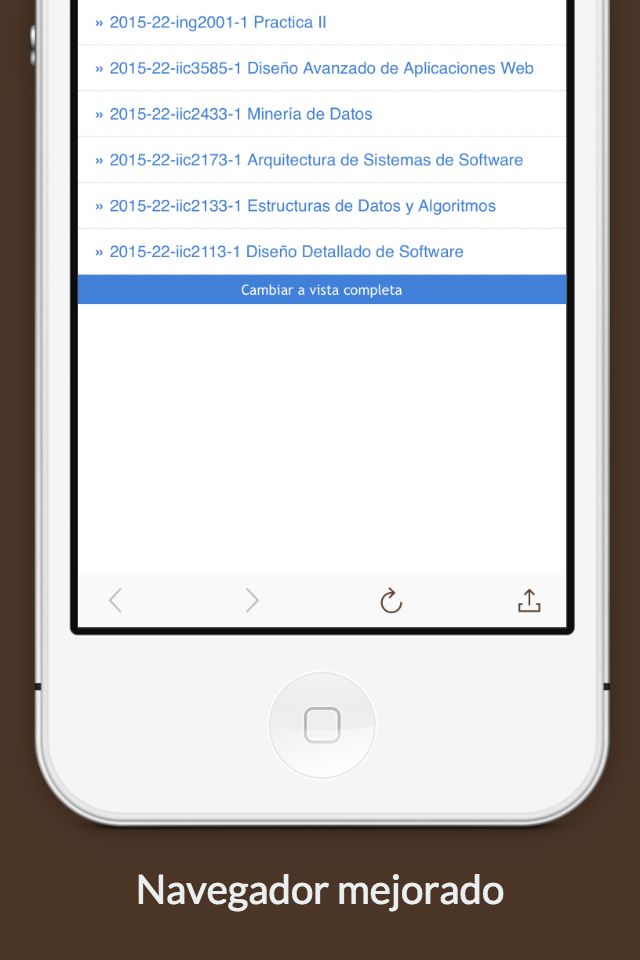 » 2015-22-ing2001-1 Practica II
» 2015-22-iic3585-1 Diseño Avanzado de Aplicaciones Web
» 2015-22-iic2433-1 Minería de Datos
» 2015-22-iic2173-1 Arquitectura de Sistemas de Software
» 2015-22-iic2133-1 Estructuras de Datos y Algoritmos
» 2015-22-iic2113-1 Diseño Detallado de Software
Cambiar a vista completa
Navegador mejorado